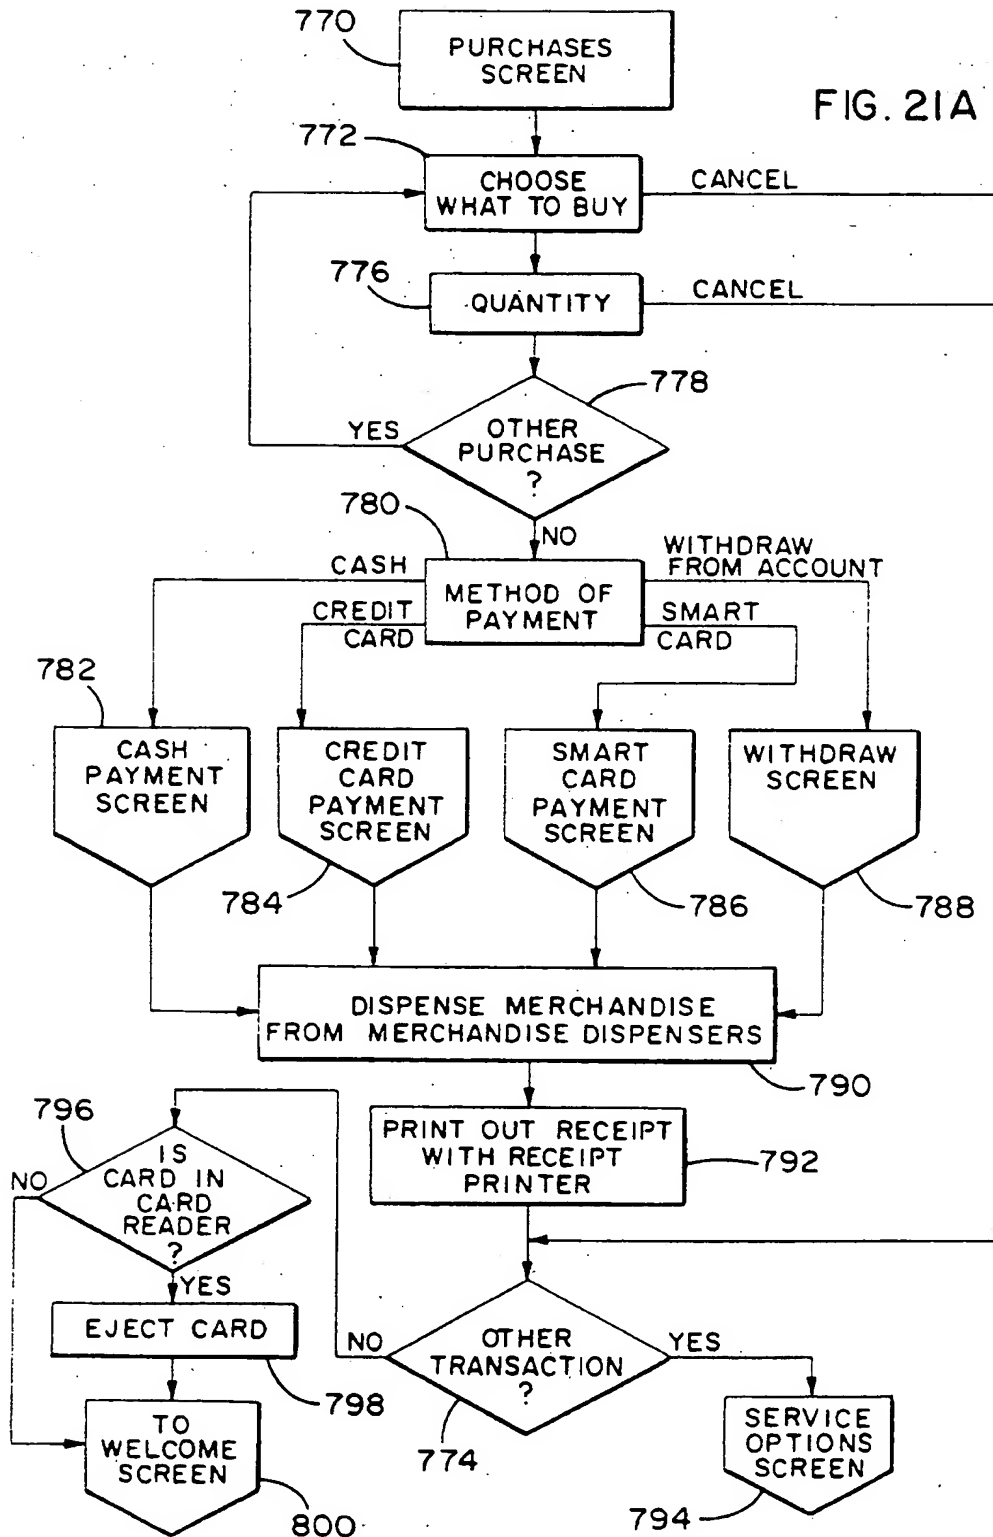 770
PURCHASES
SCREEN
FIG. 21A
772
CHOOSE
WHAT TO BUY
CANCEL
776
QUANTITY
CANCEL
778
YES
OTHER
PURCHASE
?
780
NO
CASH
METHOD OF
PAYMENT
WITHDRAW
FROM ACCOUNT
CREDIT
CARD
SMART
CARD
782
CASH
PAYMENT
SCREEN
CREDIT
CARD
PAYMENT
SCREEN
SMART
CARD
PAYMENT
SCREEN
WITHDRAW
SCREEN
784
786
788
DISPENSE MERCHANDISE
FROM MERCHANDISE DISPENSERS
790
796
PRINT OUT RECEIPT
WITH RECEIPT
PRINTER
792
NO
IS
CARD IN
CARD
READER
?
YES
EJECT CARD
798
NO
OTHER
TRANSACTION
?
YES
774
TO
WELCOME
SCREEN
800
SERVICE
OPTIONS
SCREEN
794